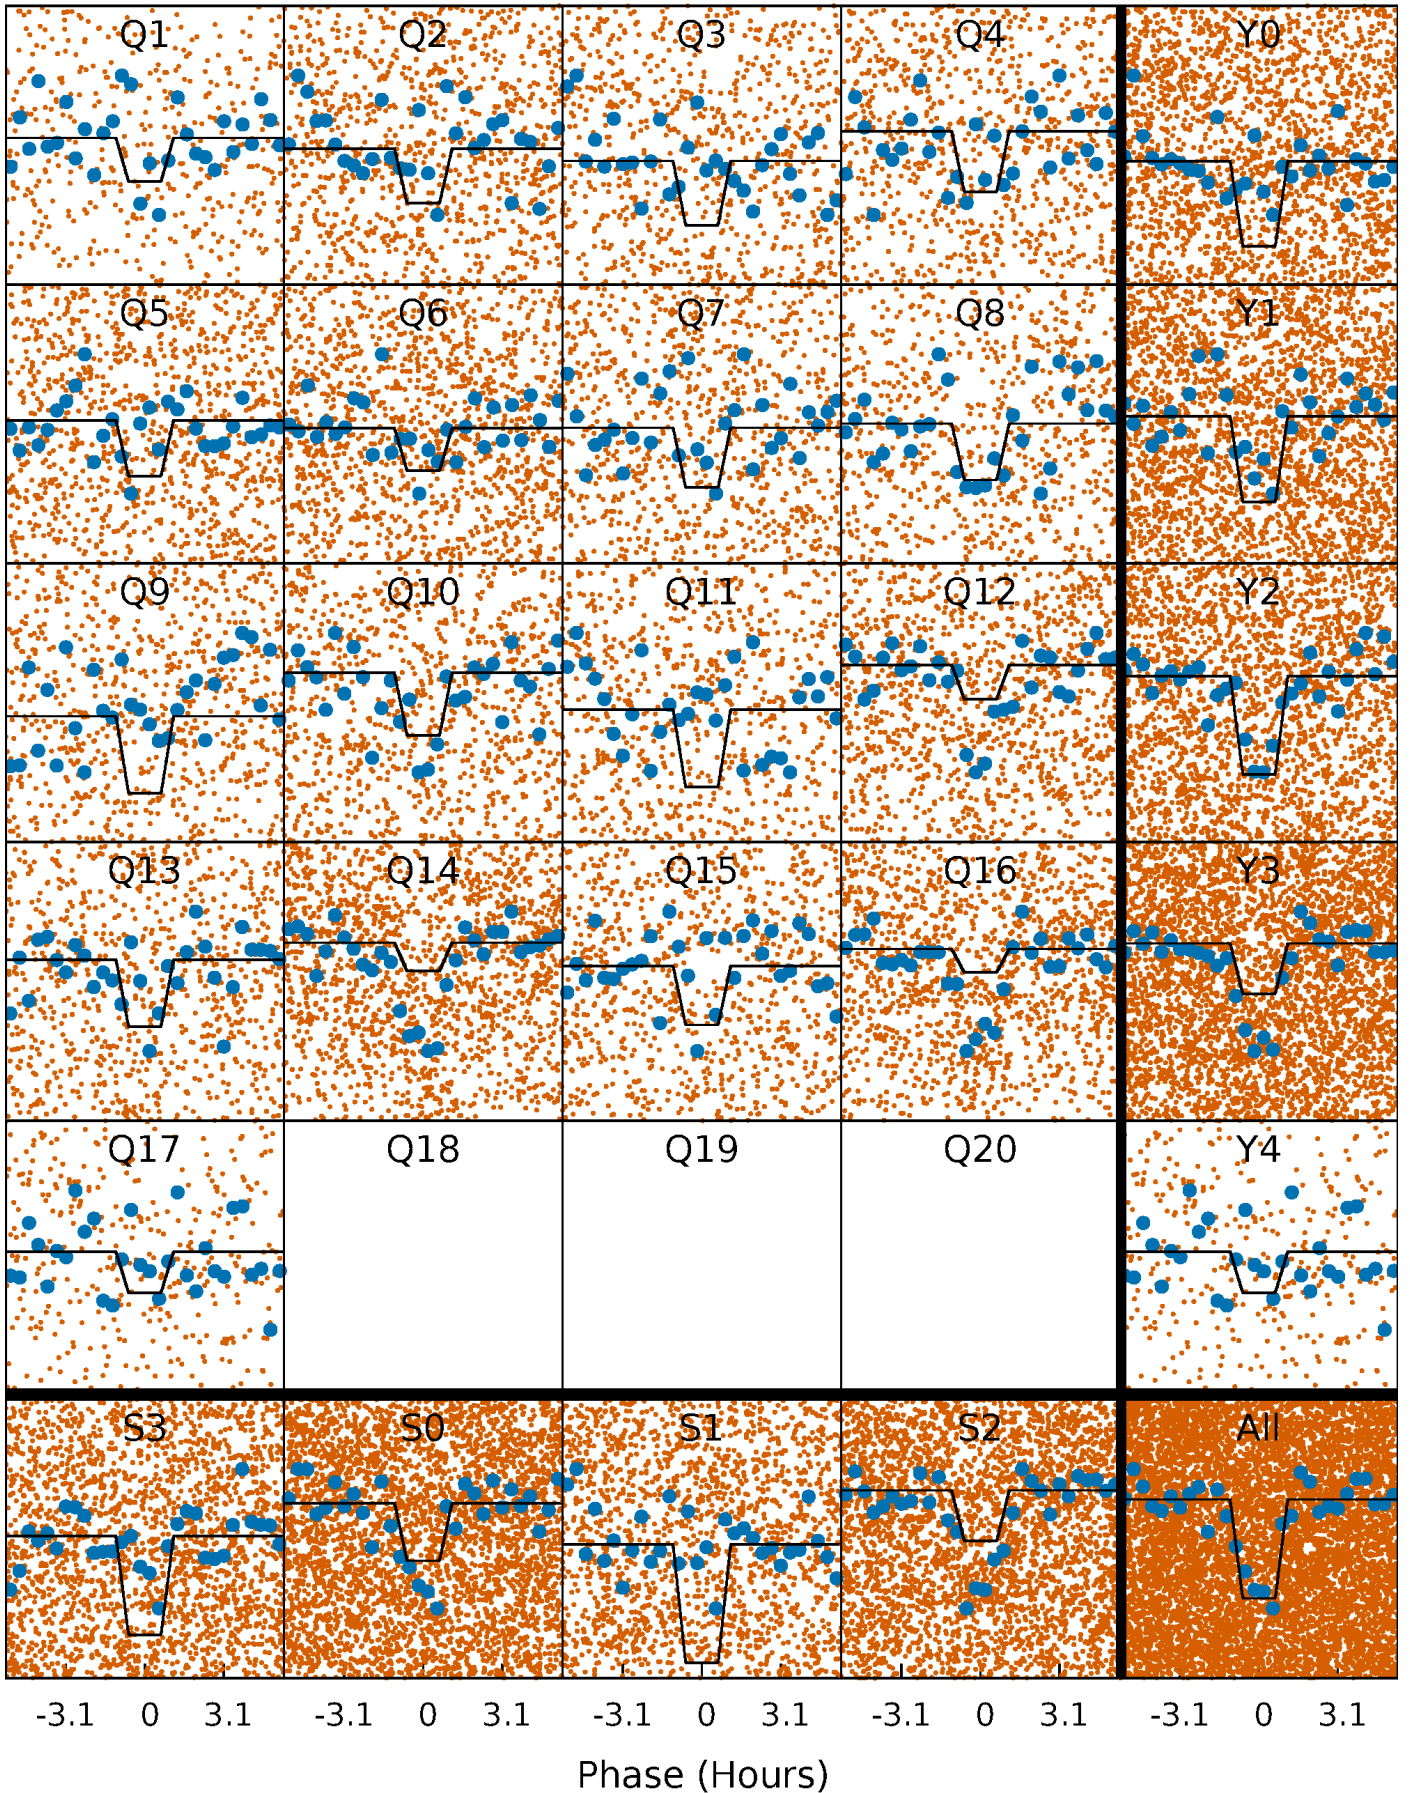 Q1 Q2 Q3 Q4 Y0
Q5 Q6 Q7 Q8 Y1
Q9 Q10 Q11 Q12 Y2
Q13 Q14 Q15 Q16 Y3
Q17 Q18 Q19 Q20 Y4
S3 S0 S1 S2 All
-3.1 0 3.1 -3.1 0 3.1 -3.1 0 3.1 -3.1 0 3.1 -3.1 0 3.1
Phase (Hours)